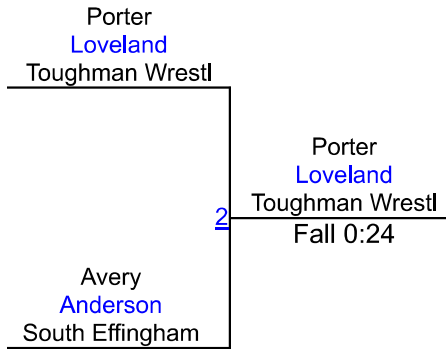 Porter
Loveland
Toughman Wrestl
Porter
Loveland
Toughman Wrestl
2
Fall 0:24
Avery
Anderson
South Effingham